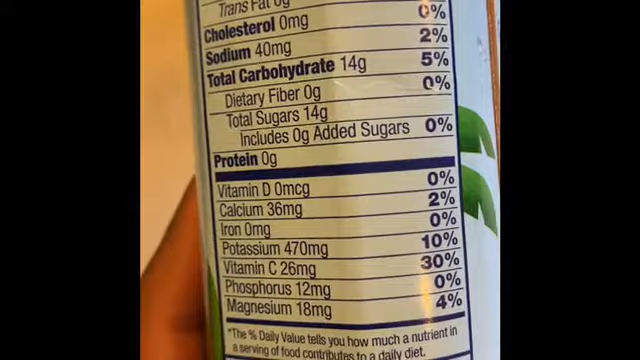 Trans Fat 0g
Cholesterol 0mg 0%
Sodium 40mg 2%
Total Carbohydrate 14g 5%
Dietary Fiber 0g 0%
Total Sugars 14g
Includes 0g Added Sugars 0%
Protein 0g
Vitamin D 0mcg 0%
Calcium 36mg 2%
Iron 0mg 0%
Potassium 470mg 10%
Vitamin C 26mg 30%
Phosphorus 12mg 0%
Magnesium 18mg 4%
*The % Daily Value tells you how much a nutrient in
a serving of food contributes to a daily diet.